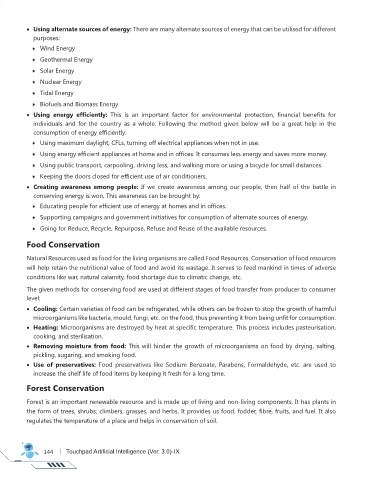 • Using alternate sources of energy: There are many alternate sources of energy that can be utilised for different
purposes:
• Wind Energy
• Geothermal Energy
• Solar Energy
• Nuclear Energy
• Tidal Energy
• Biofuels and Biomass Energy
• Using energy efficiently: This is an important factor for environmental protection, financial benefits for
individuals and for the country as a whole. Following the method given below will be a great help in the
consumption of energy efficiently:
• Using maximum daylight, CFLs, turning off electrical appliances when not in use.
• Using energy efficient appliances at home and in offices. It consumes less energy and saves more money.
• Using public transport, carpooling, driving less, and walking more or using a bicycle for small distances.
• Keeping the doors closed for efficient use of air conditioners.
• Creating awareness among people: If we create awareness among our people, then half of the battle in
conserving energy is won. This awareness can be brought by:
• Educating people for efficient use of energy at homes and in offices.
• Supporting campaigns and government initiatives for consumption of alternate sources of energy.
• Going for Reduce, Recycle, Repurpose, Refuse and Reuse of the available resources.
Food Conservation
Natural Resources used as food for the living organisms are called Food Resources. Conservation of food resources
will help retain the nutritional value of food and avoid its wastage. It serves to feed mankind in times of adverse
conditions like war, natural calamity, food shortage due to climatic change, etc.
The given methods for conserving food are used at different stages of food transfer from producer to consumer
level:
• Cooling: Certain varieties of food can be refrigerated, while others can be frozen to stop the growth of harmful
microorganisms like bacteria, mould, fungi, etc. on the food, thus preventing it from being unfit for consumption.
• Heating: Microorganisms are destroyed by heat at specific temperature. This process includes pasteurisation,
cooking, and sterilisation.
• Removing moisture from food: This will hinder the growth of microorganisms on food by drying, salting,
pickling, sugaring, and smoking food.
• Use of preservatives: Food preservatives like Sodium Benzoate, Parabens, Formaldehyde, etc. are used to
increase the shelf life of food items by keeping it fresh for a long time.
Forest Conservation
Forest is an important renewable resource and is made up of living and non-living components. It has plants in
the form of trees, shrubs, climbers, grasses, and herbs. It provides us food, fodder, fibre, fruits, and fuel. It also
regulates the temperature of a place and helps in conservation of soil.
144 | Touchpad Artificial Intelligence (Ver. 3.0)-IX